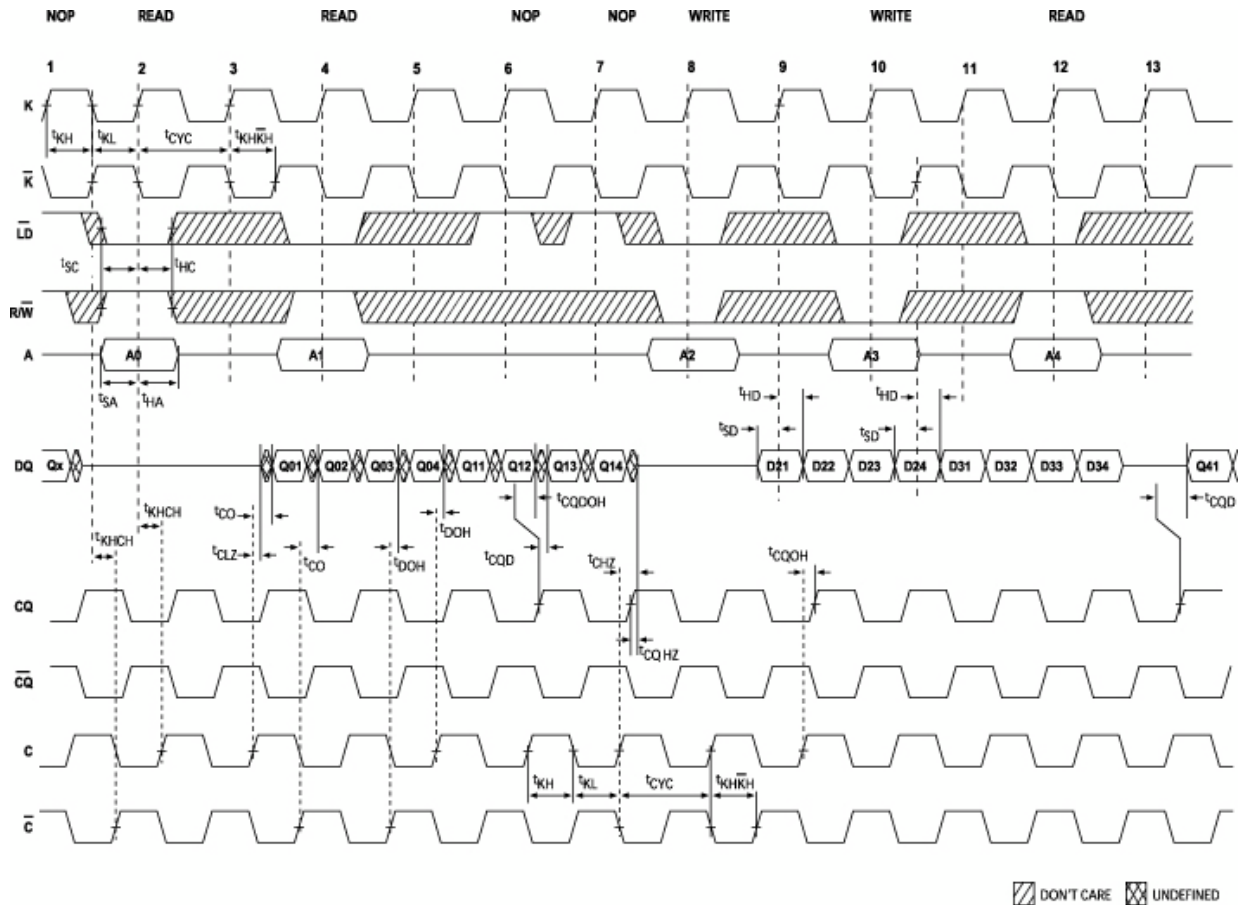 NOP READ READ NOP NOP WRITE WRITE READ
1 2 3 4 5 6 7 8 9 10 11 12 13
K
tKH tKL tCYC tKHK̅H
K̅
L̅D̅
tSC tHC
R/W̅
A A0 A1 A2 A3 A4
tSA tHA tHD tHD
tSD tSD
DQ Qx Q01 Q02 Q03 Q04 Q11 Q12 Q13 Q14 D21 D22 D23 D24 D31 D32 D33 D34 Q41
tKHCH tCO tCQDOH tCQD
tKHCH tCLZ tCO tDOH tDOH tCQD tCHZ tCQOH
CQ
tCQHZ
C̅Q̅
C
tKH tKL tCYC tKHK̅H
C̅
DON'T CARE UNDEFINED